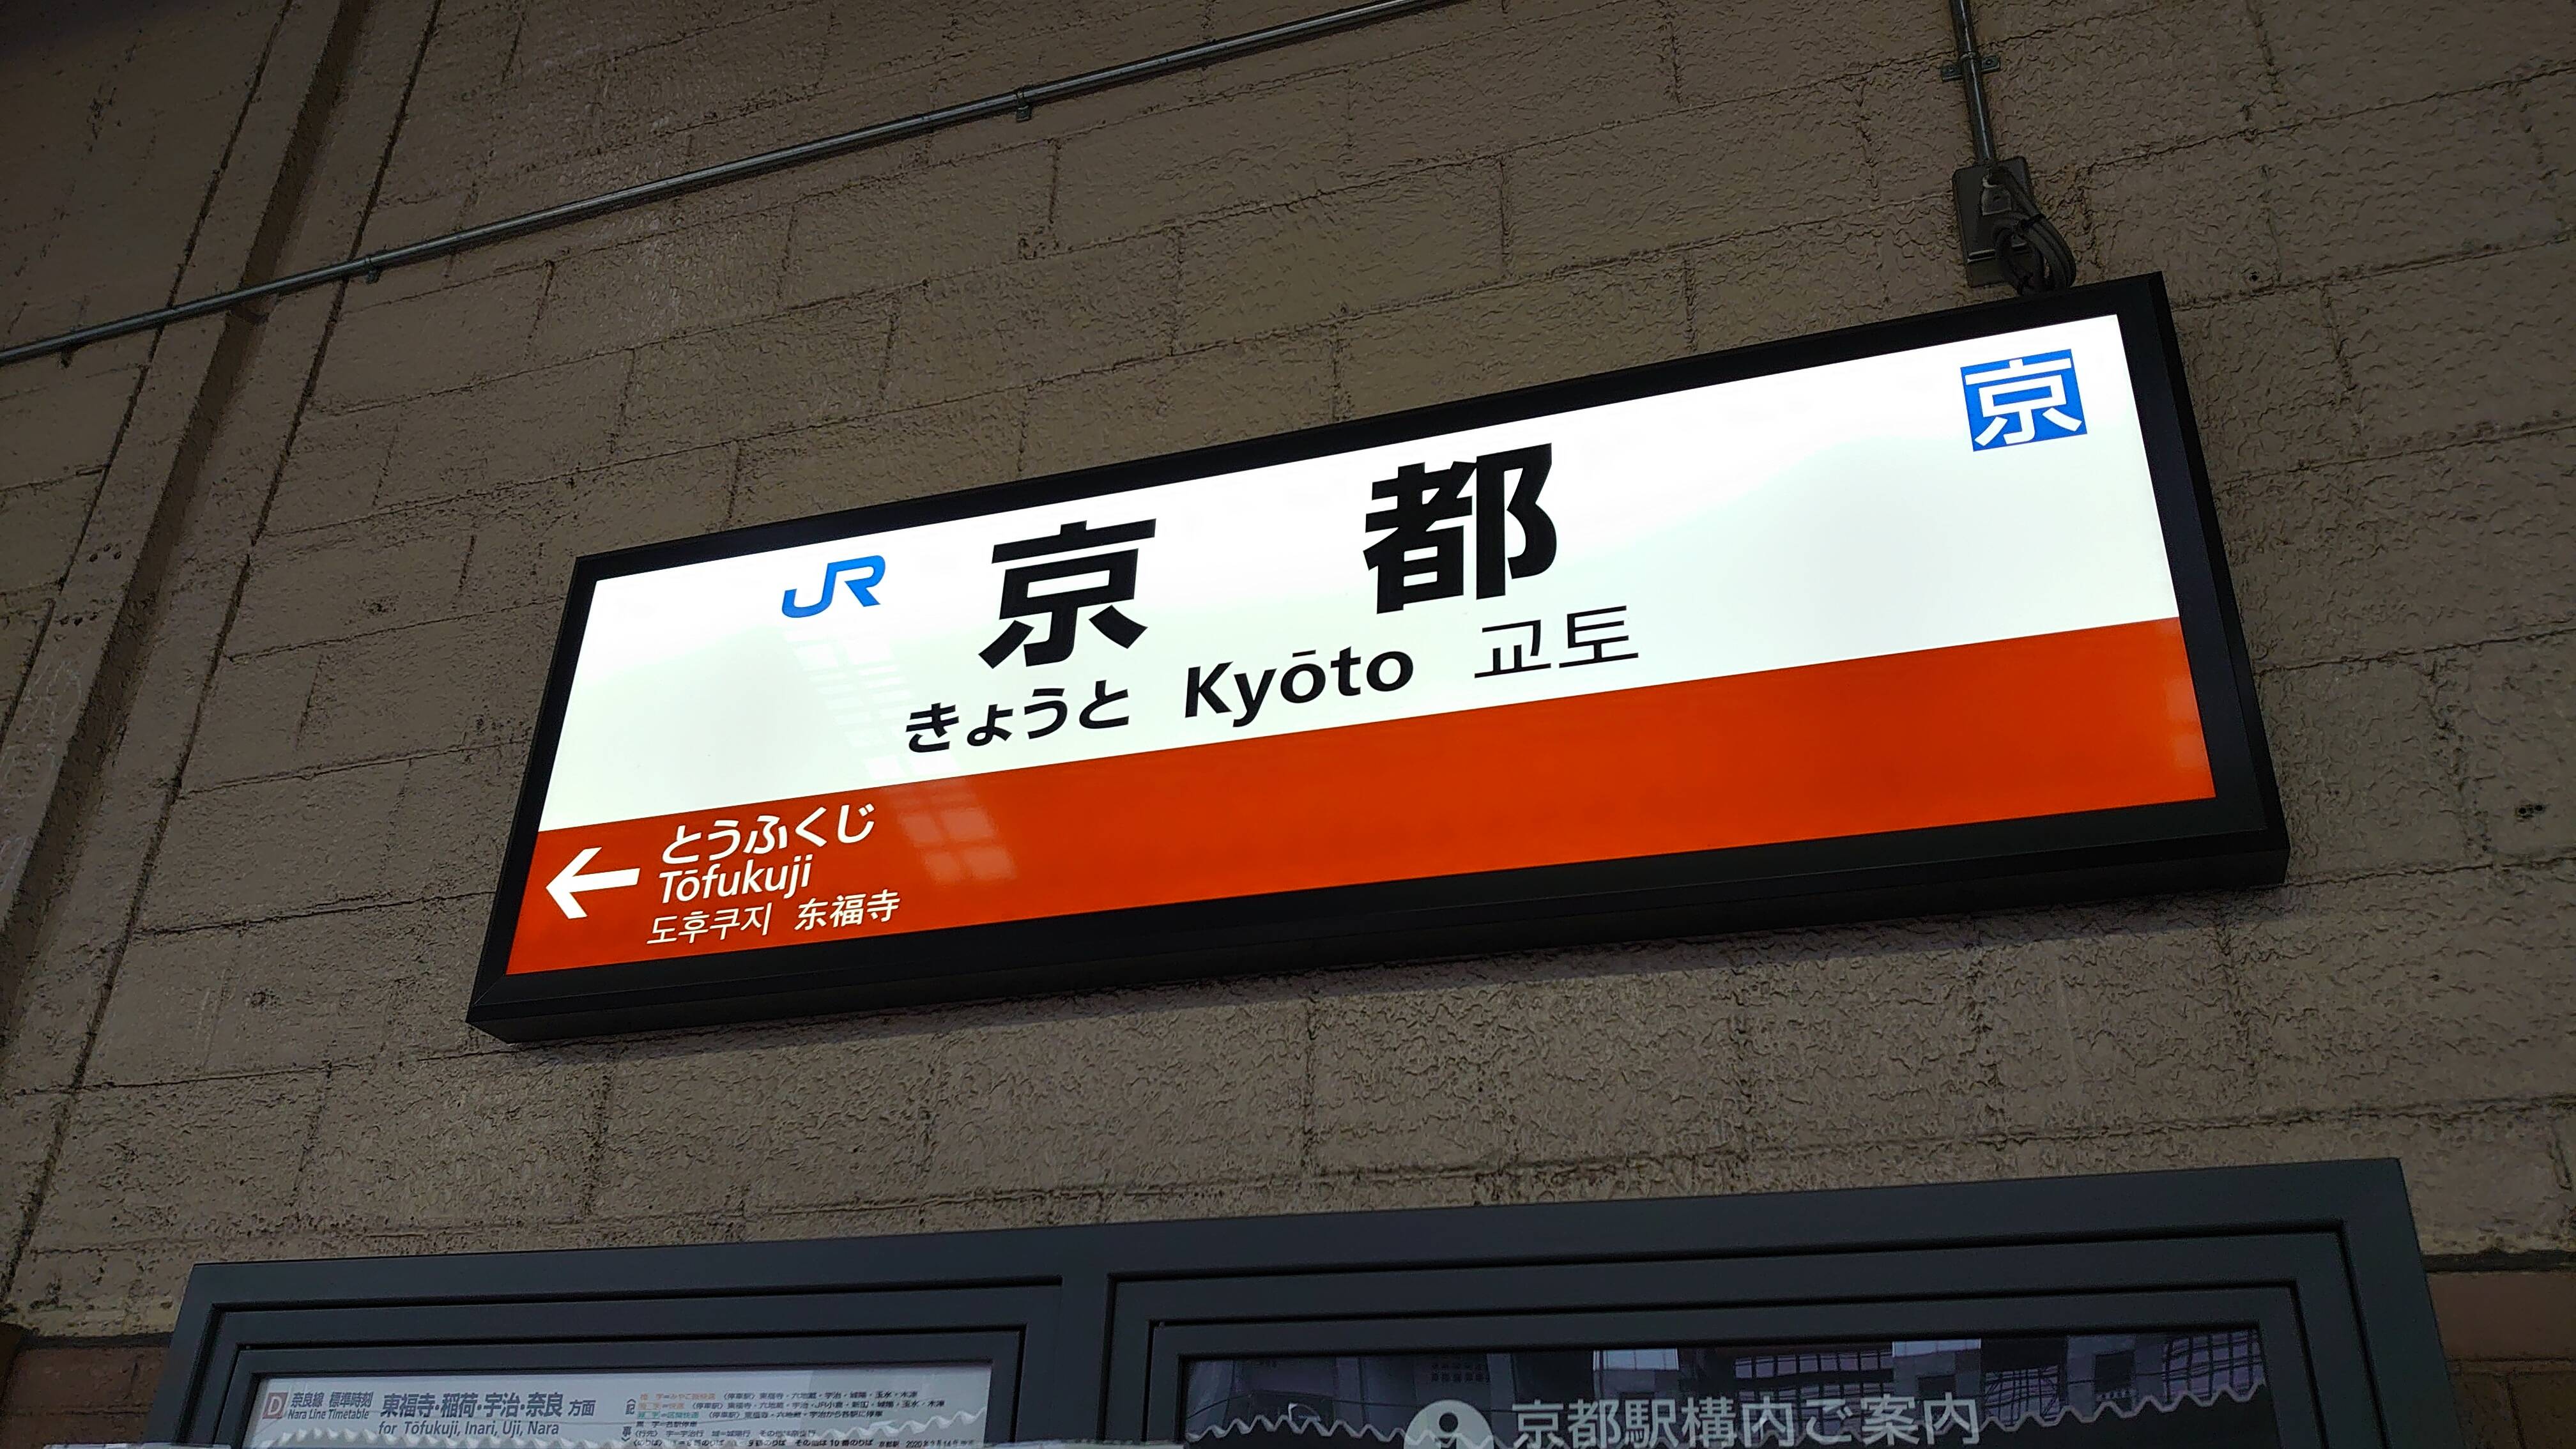 京
JR 京都
きょうと Kyōto 교토
とうふくじ
Tōfukuji
도후쿠지 东福寺
D 奈良線 標準時刻 東福寺・稲荷・宇治・奈良 方面
Nara Line Timetable for Tōfukuji, Inari, Uji, Nara
京都駅構内ご案内